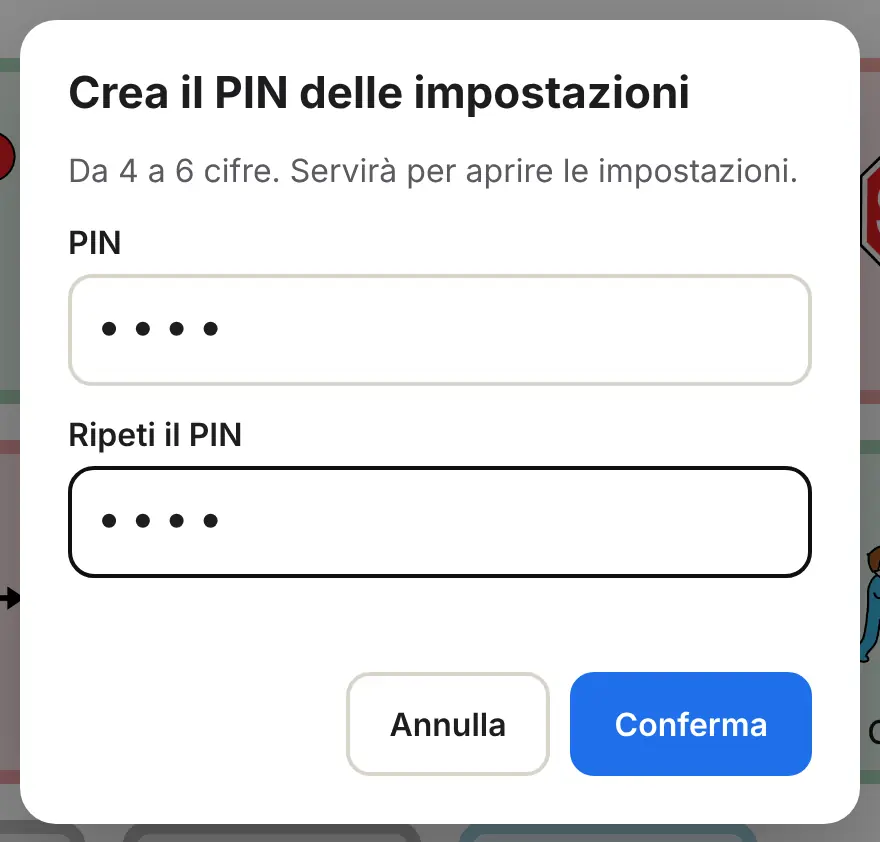 Crea il PIN delle impostazioni
Da 4 a 6 cifre. Servirà per aprire le impostazioni.
PIN
••••
Ripeti il PIN
••••
Annulla
Conferma